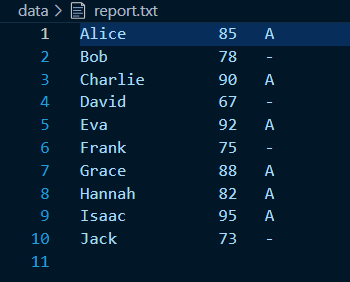 data > report.txt
1 Alice 85 A
2 Bob 78 -
3 Charlie 90 A
4 David 67 -
5 Eva 92 A
6 Frank 75 -
7 Grace 88 A
8 Hannah 82 A
9 Isaac 95 A
10 Jack 73 -
11